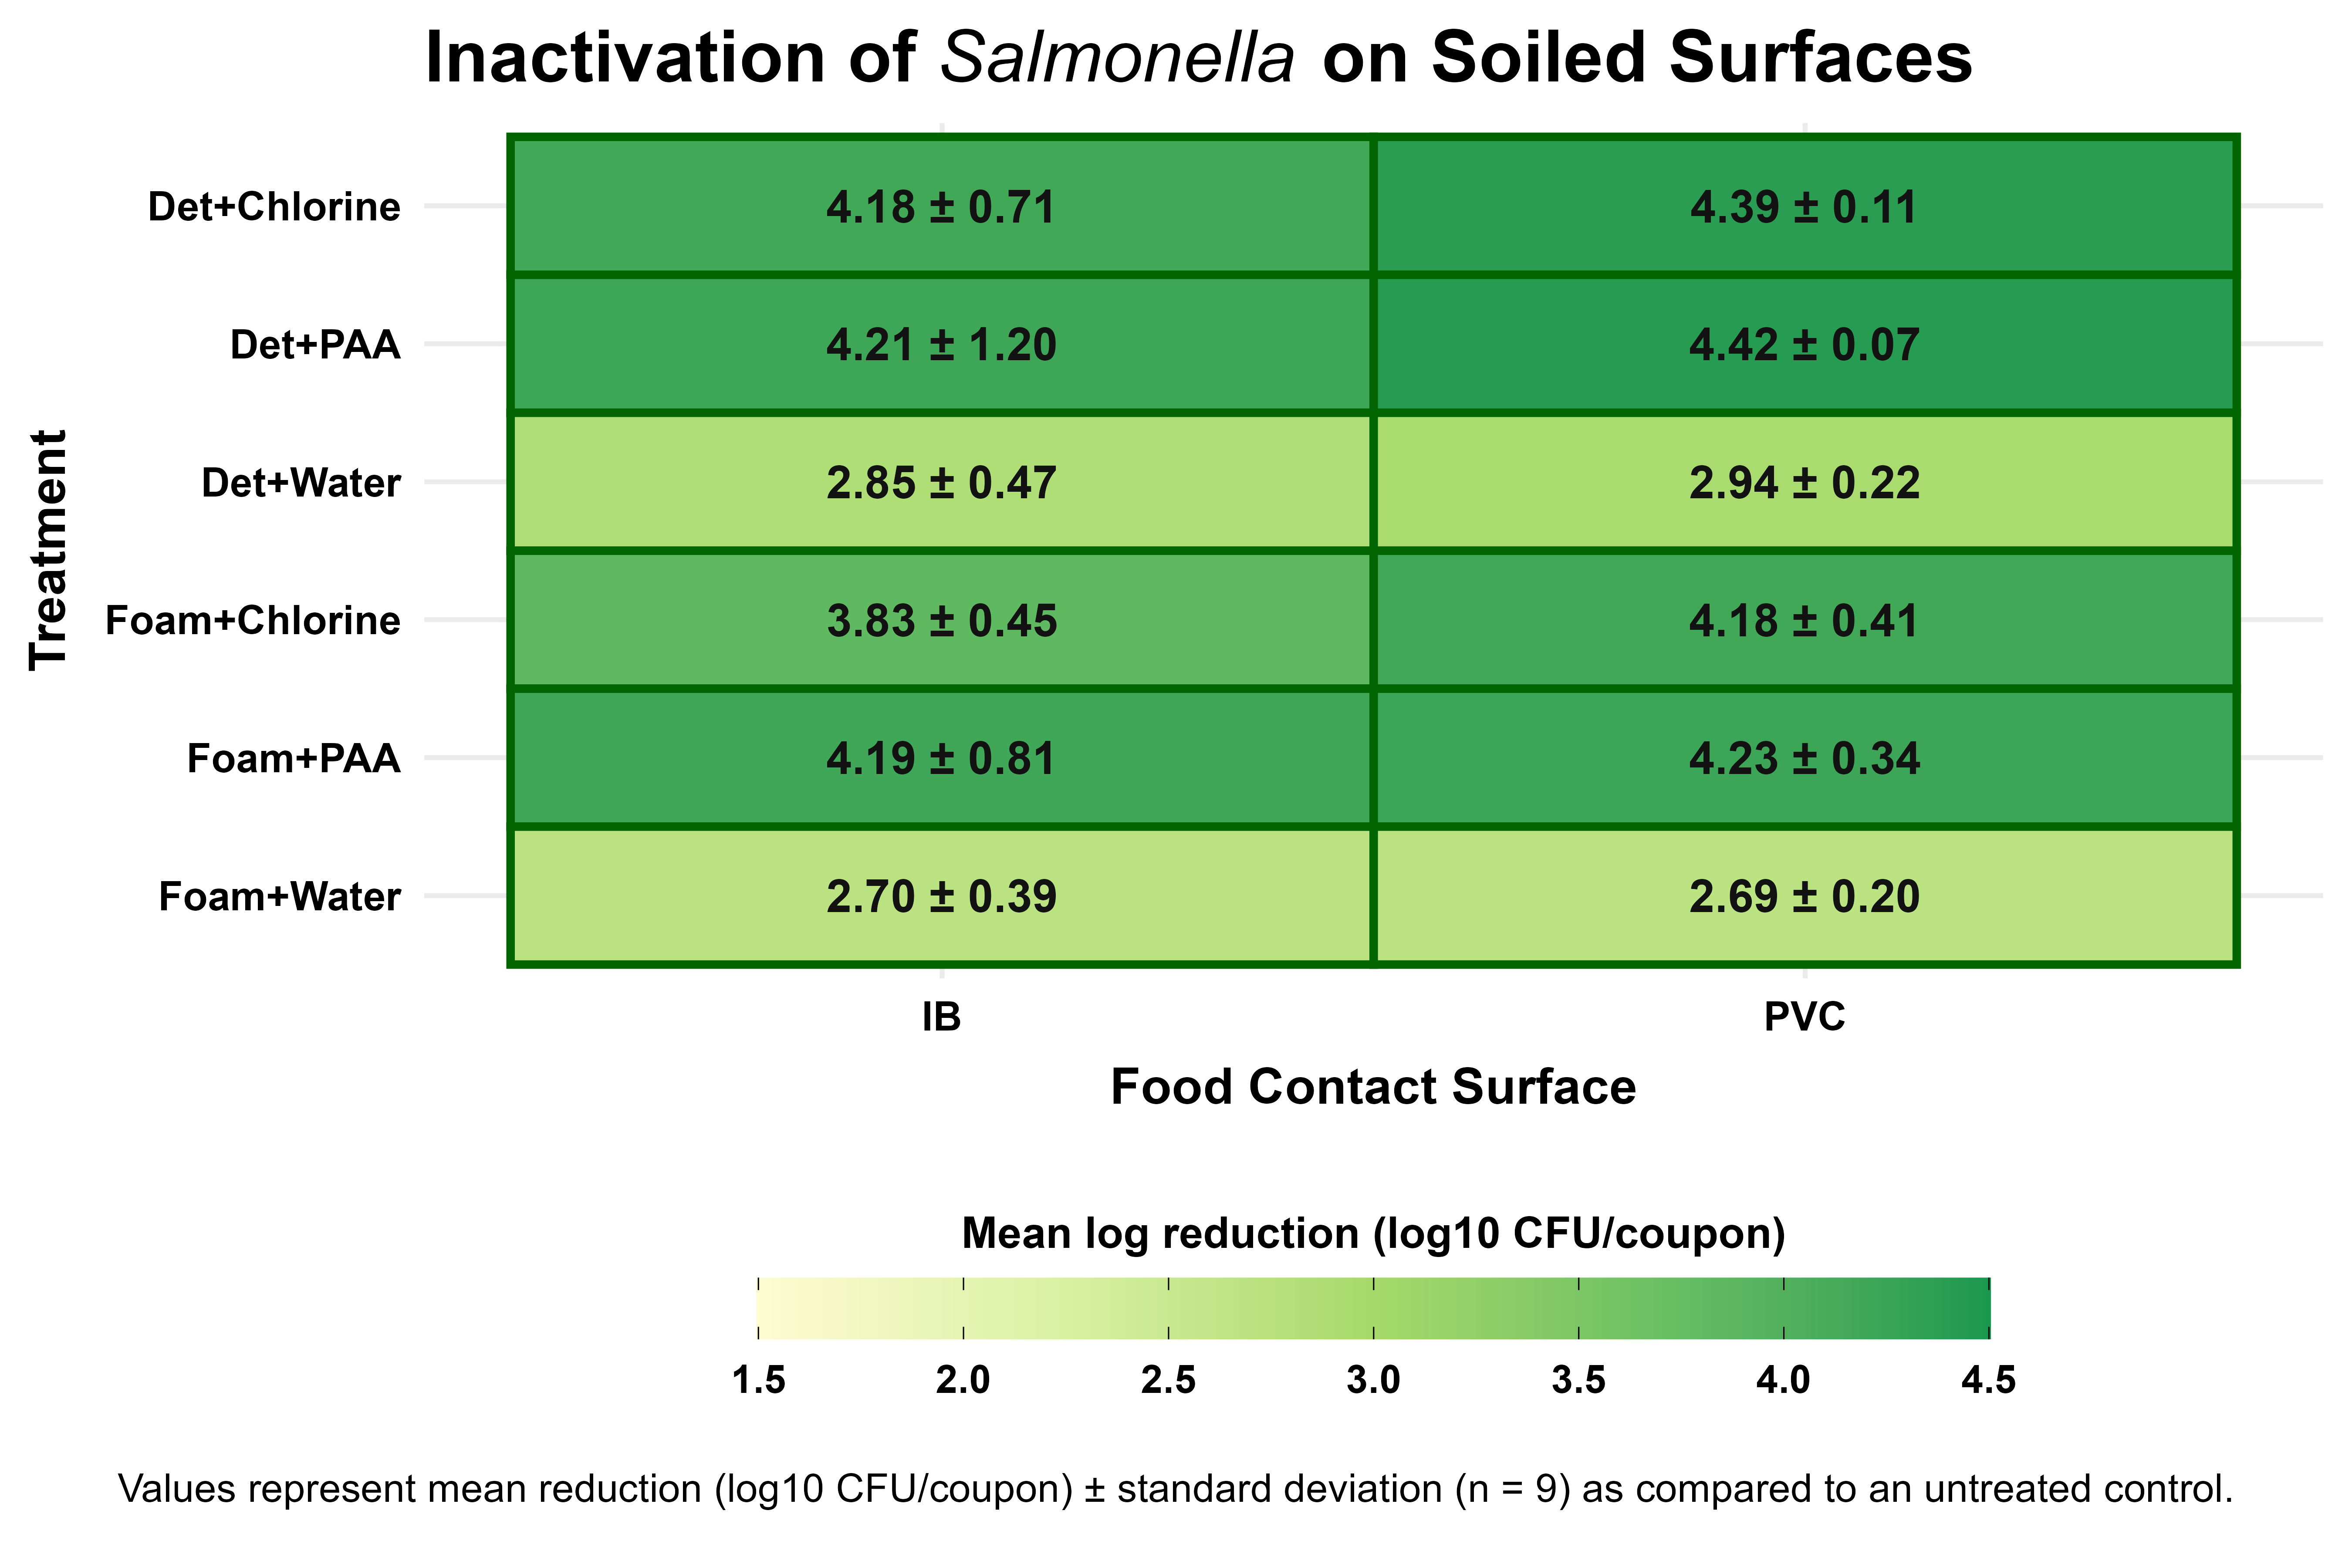 Inactivation of Salmonella on Soiled Surfaces
Treatment
Det+Chlorine 4.18 ± 0.71 4.39 ± 0.11
Det+PAA 4.21 ± 1.20 4.42 ± 0.07
Det+Water 2.85 ± 0.47 2.94 ± 0.22
Foam+Chlorine 3.83 ± 0.45 4.18 ± 0.41
Foam+PAA 4.19 ± 0.81 4.23 ± 0.34
Foam+Water 2.70 ± 0.39 2.69 ± 0.20
IB PVC
Food Contact Surface
Mean log reduction (log10 CFU/coupon)
1.5 2.0 2.5 3.0 3.5 4.0 4.5
Values represent mean reduction (log10 CFU/coupon) ± standard deviation (n = 9) as compared to an untreated control.